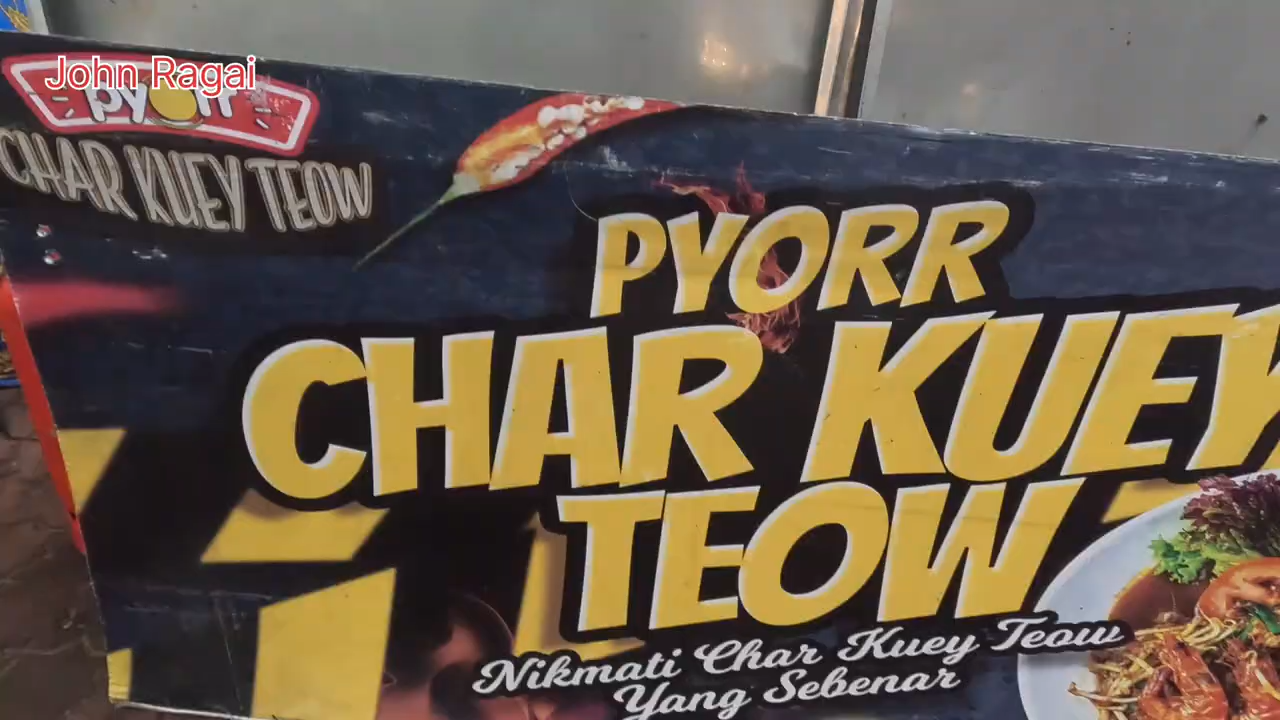 John Ragai
pyorr
CHAR KUEY TEOW
PYORR
CHAR KUEY
TEOW
Nikmati Char Kuey Teow
Yang Sebenar